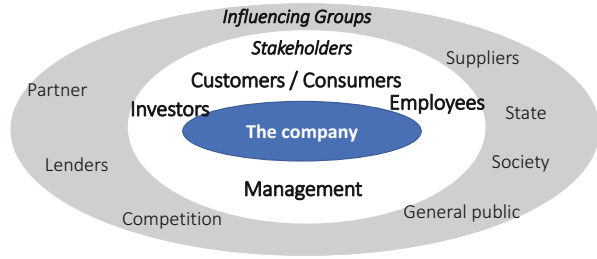 Influencing Groups
Stakeholders
Suppliers
Customers / Consumers
Partner
Investors
Employees
State
The company
Lenders
Society
Management
Competition
General public